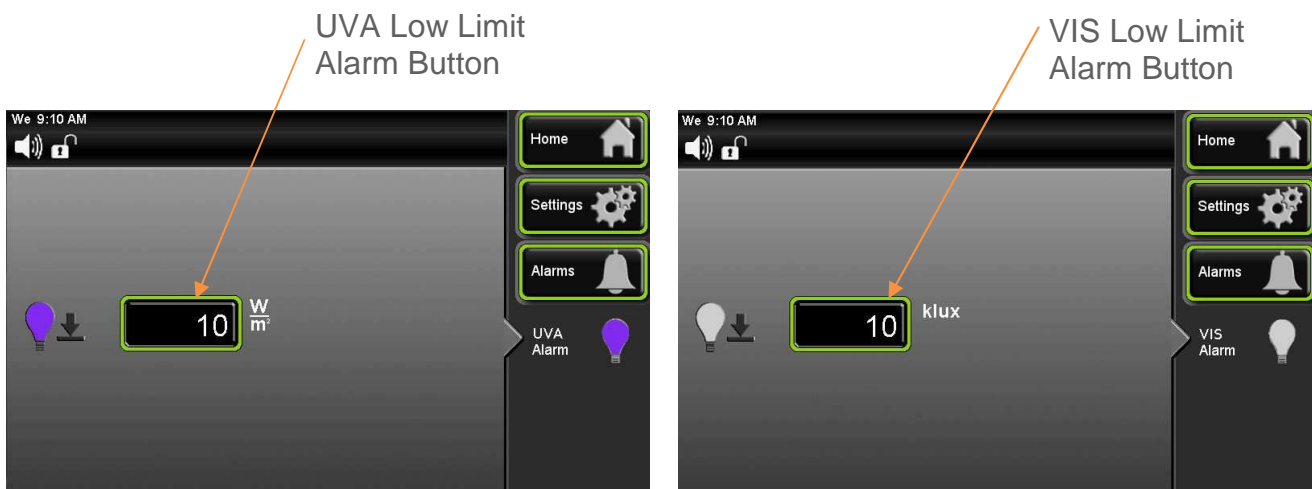 UVA Low Limit
Alarm Button
VIS Low Limit
Alarm Button
We 9:10 AM
Home
Settings
Alarms
10
W
m²
UVA
Alarm
We 9:10 AM
Home
Settings
Alarms
10
klux
VIS
Alarm